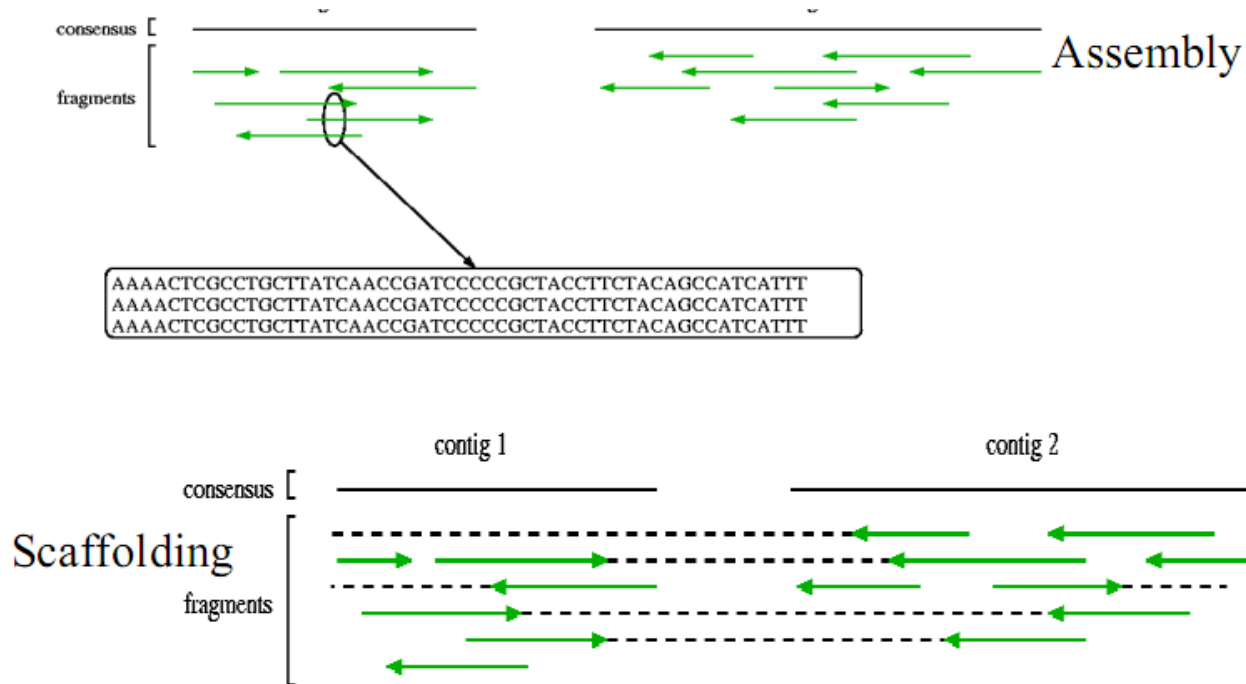 consensus
Assembly
fragments
AAAACTCGCCTGCTTATCAACCGATCCCCCGCTACCTTCTACAGCCATCATTT
AAAACTCGCCTGCTTATCAACCGATCCCCCGCTACCTTCTACAGCCATCATTT
AAAACTCGCCTGCTTATCAACCGATCCCCCGCTACCTTCTACAGCCATCATTT
contig 1 contig 2
consensus
Scaffolding
fragments